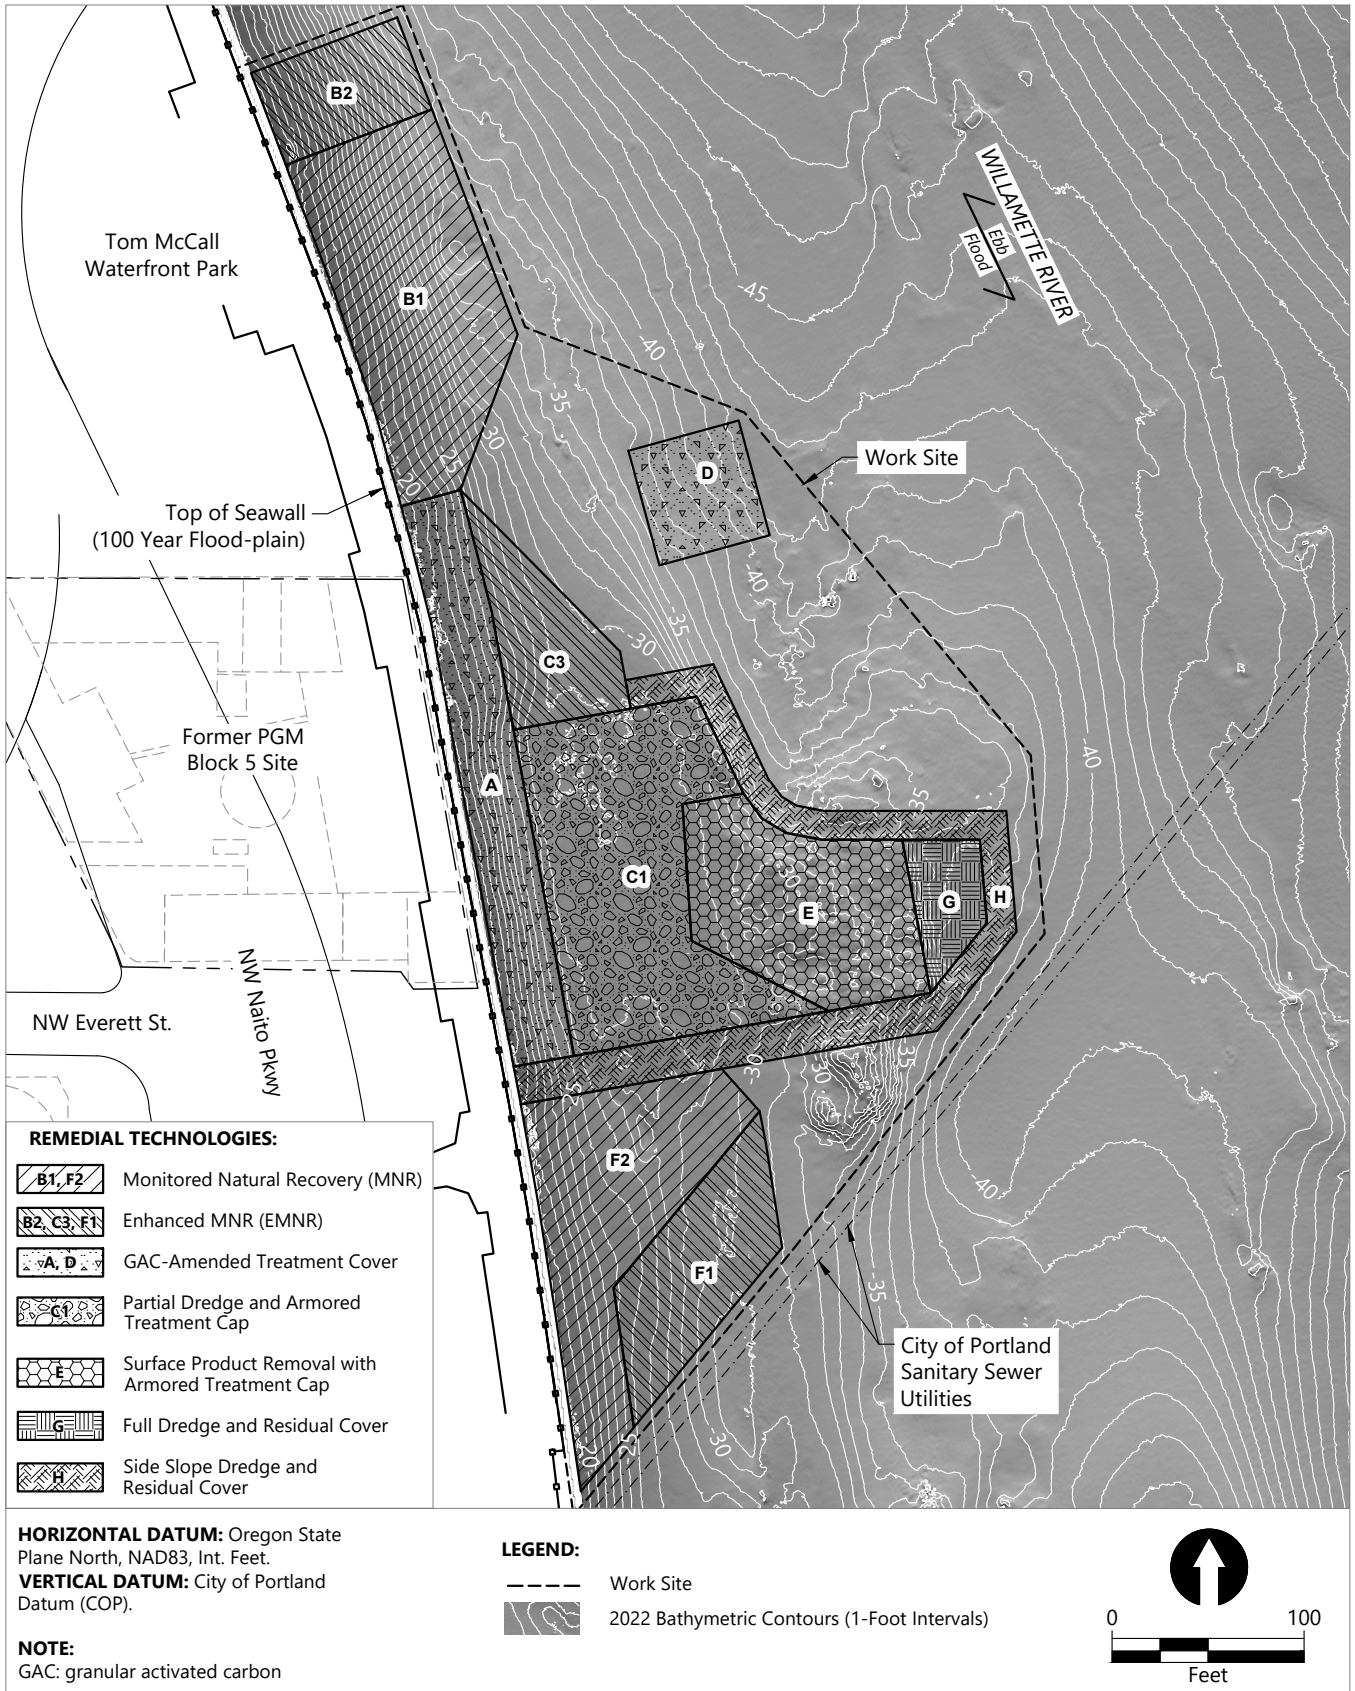 B2
Tom McCall
Waterfront Park
B1
WILLAMETTE RIVER
Ebb
Flood
-45
-40
-35
-30
-25
-20
D
Work Site
Top of Seawall
(100 Year Flood-plain)
-40
-35
-30
C3
Former PGM
Block 5 Site
A
-35
-40
C1
-30
E
G
H
NW Naito Pkwy
NW Everett St.
-30
-30
-35
-25
F2
-40
F1
-35
City of Portland
Sanitary Sewer
Utilities
-20
-25
-30
REMEDIAL TECHNOLOGIES:
B1, F2 Monitored Natural Recovery (MNR)
B2, C3, F1 Enhanced MNR (EMNR)
A, D GAC-Amended Treatment Cover
C1 Partial Dredge and Armored
Treatment Cap
E Surface Product Removal with
Armored Treatment Cap
G Full Dredge and Residual Cover
H Side Slope Dredge and
Residual Cover
HORIZONTAL DATUM: Oregon State
Plane North, NAD83, Int. Feet.
VERTICAL DATUM: City of Portland
Datum (COP).
NOTE:
GAC: granular activated carbon
LEGEND:
Work Site
2022 Bathymetric Contours (1-Foot Intervals)
0 100
Feet